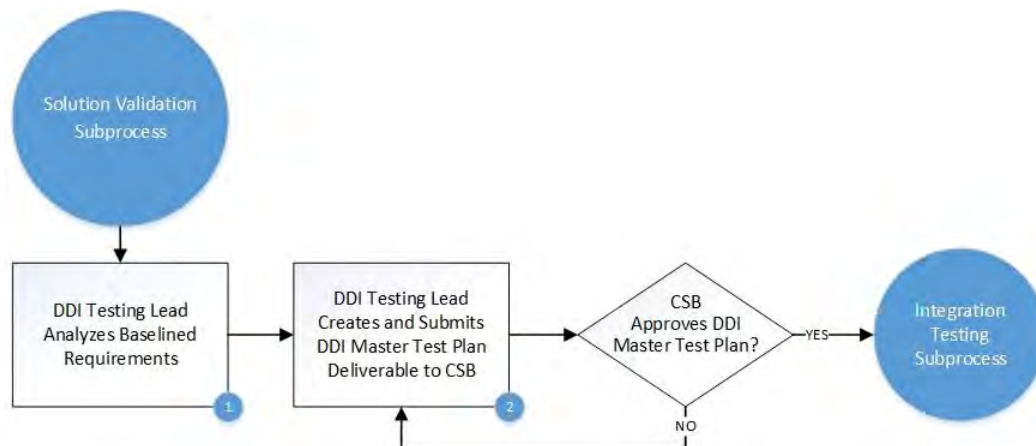 Solution Validation
Subprocess
DDI Testing Lead
Analyzes Baselined
Requirements
1
DDI Testing Lead
Creates and Submits
DDI Master Test Plan
Deliverable to CSB
2
CSB
Approves DDI
Master Test Plan?
YES
NO
Integration
Testing
Subprocess